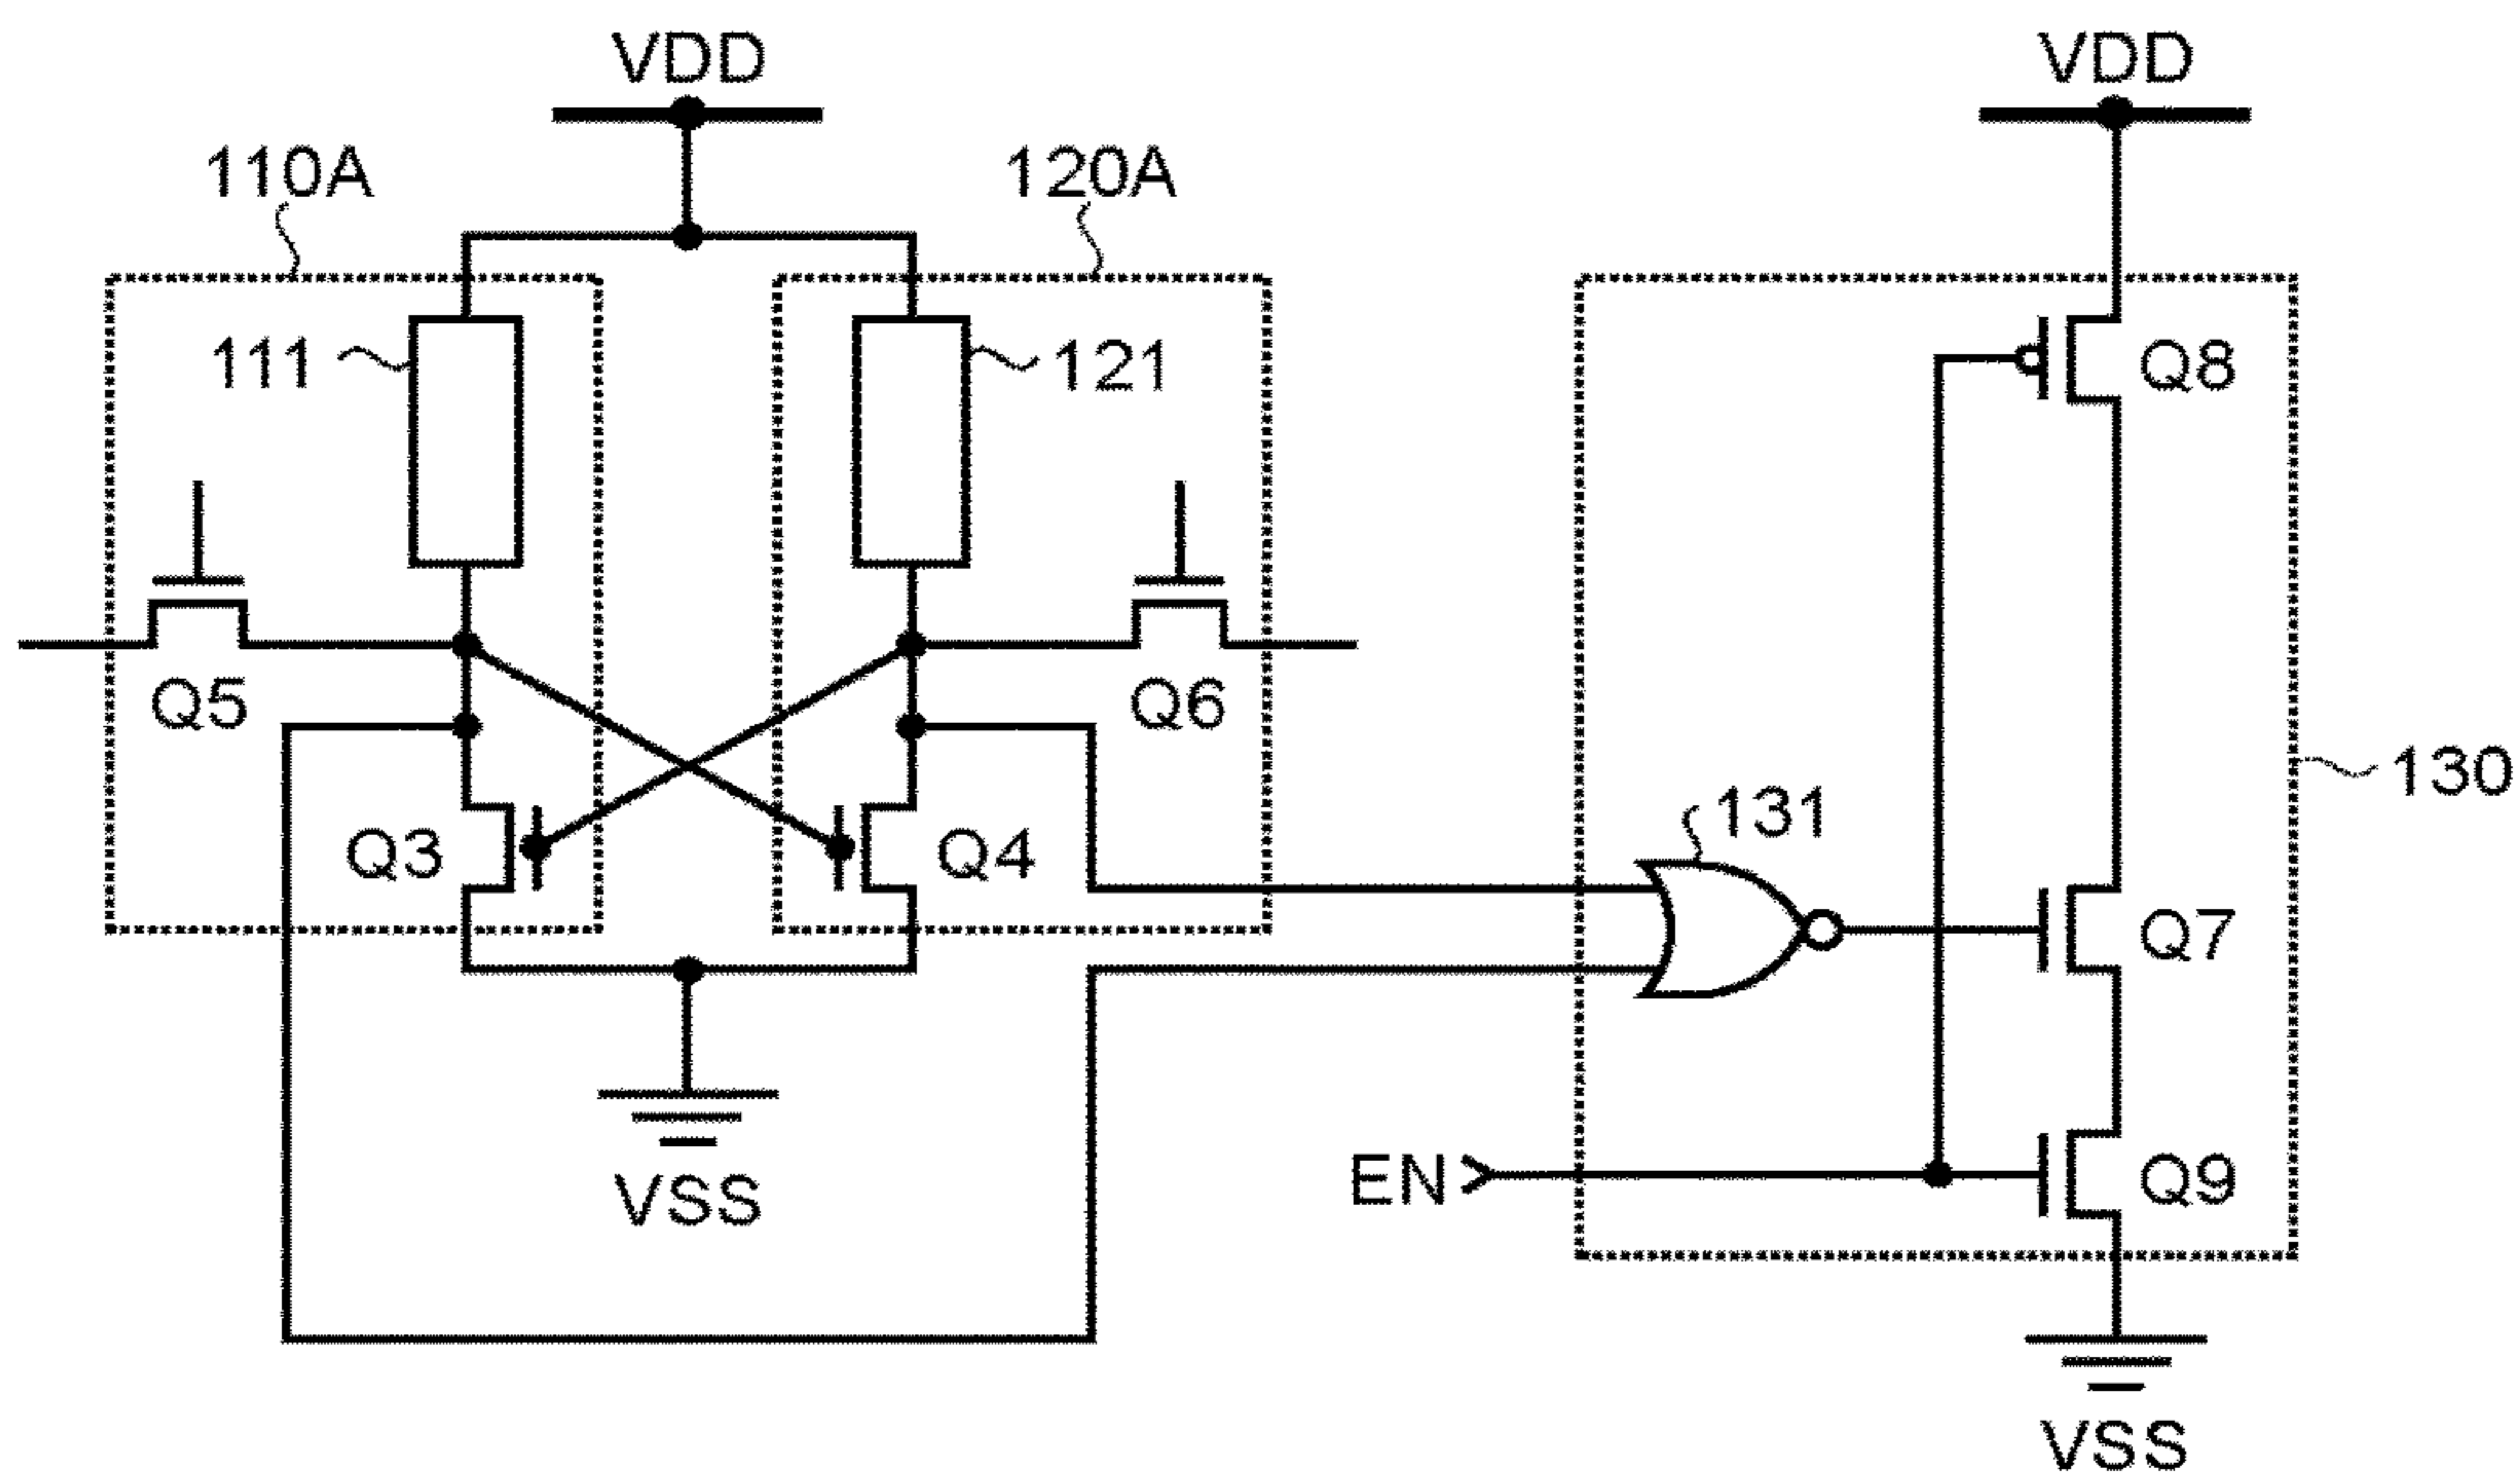 VDD
VDD
110A
120A
111
121
Q8
Q5
Q6
130
131
Q3
Q4
Q7
EN
Q9
VSS
VSS